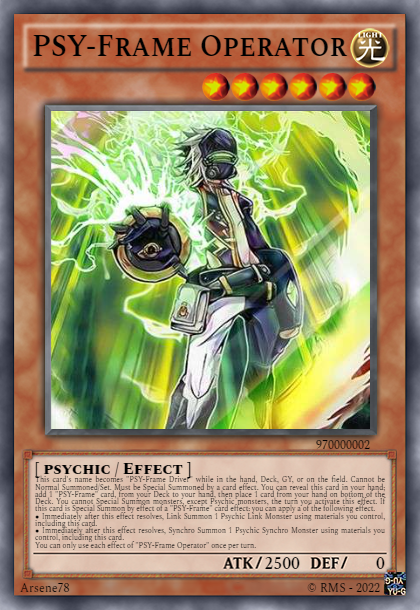 PSY-Frame Operator
LIGHT
光
970000002
[ Psychic / Effect ]
This card's name becomes "PSY-Frame Driver" while in the hand, Deck, GY, or on the field. Cannot be
Normal Summoned/Set. Must be Special Summoned by a card effect. You can reveal this card in your hand;
add 1 "PSY-Frame" card, from your Deck to your hand, then place 1 card from your hand on bottom of the
Deck. You cannot Special Summon monsters, except Psychic monsters, the turn you activate this effect. If
this card is Special Summon by effect of a "PSY-Frame" card effect: you can apply a of the following effect.
● Immediately after this effect resolves, Link Summon 1 Psychic Link Monster using materials you control,
including this card.
● Immediately after this effect resolves, Synchro Summon 1 Psychic Synchro Monster using materials you
control, including this card.
You can only use each effect of "PSY-Frame Operator" once per turn.
ATK/ 2500 DEF/ 0
Arsene78
© RMS - 2022
YU-G